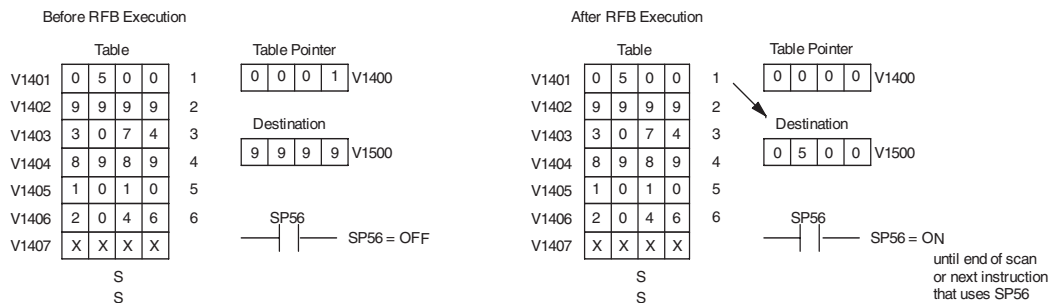 Before RFB Execution
Table
Table Pointer
V1401 0 5 0 0 1
0 0 0 1 V1400
V1402 9 9 9 9 2
V1403 3 0 7 4 3
Destination
V1404 8 9 8 9 4
9 9 9 9 V1500
V1405 1 0 1 0 5
V1406 2 0 4 6 6
SP56
SP56 = OFF
V1407 X X X X
S
S
After RFB Execution
Table
Table Pointer
V1401 0 5 0 0 1
0 0 0 0 V1400
V1402 9 9 9 9 2
V1403 3 0 7 4 3
Destination
V1404 8 9 8 9 4
0 5 0 0 V1500
V1405 1 0 1 0 5
V1406 2 0 4 6 6
SP56
SP56 = ON
until end of scan
or next instruction
that uses SP56
V1407 X X X X
S
S